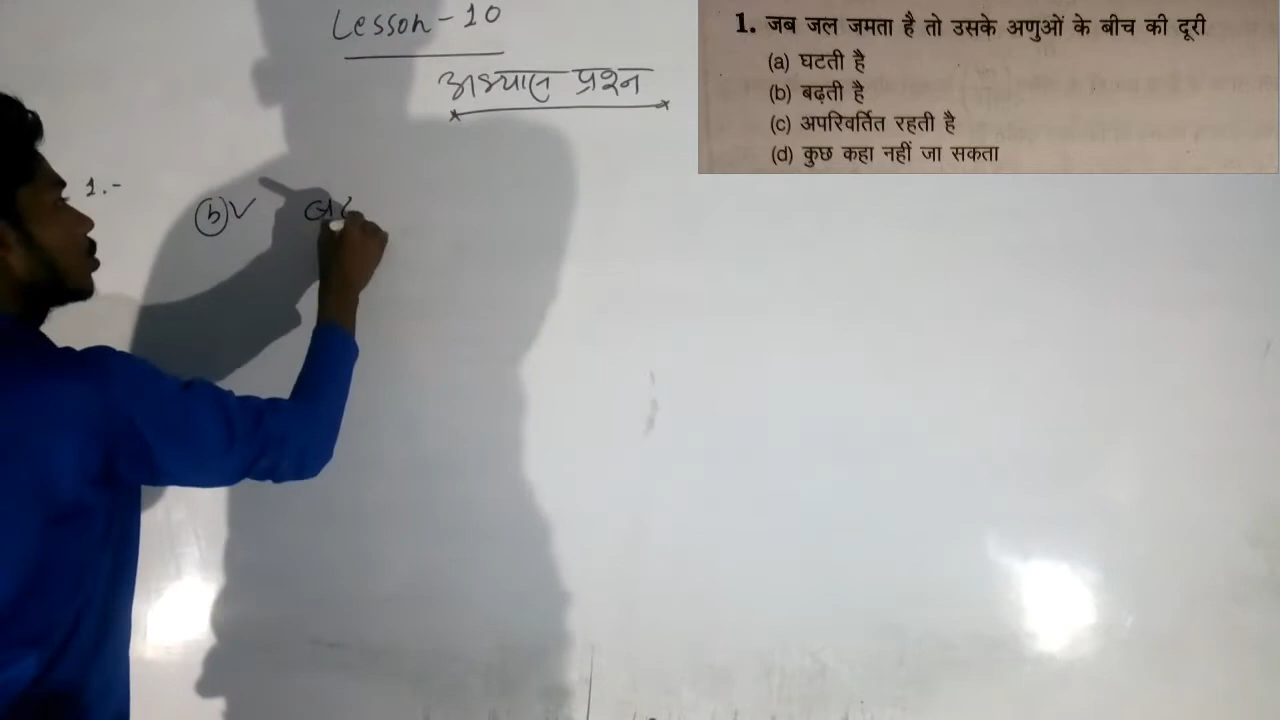 Lesson-10
अभ्यास प्रश्न
1. जब जल जमता है तो उसके अणुओं के बीच की दूरी
(a) घटती है
(b) बढ़ती है
(c) अपरिवर्तित रहती है
(d) कुछ कहा नहीं जा सकता
1.-
(b)✓ ब